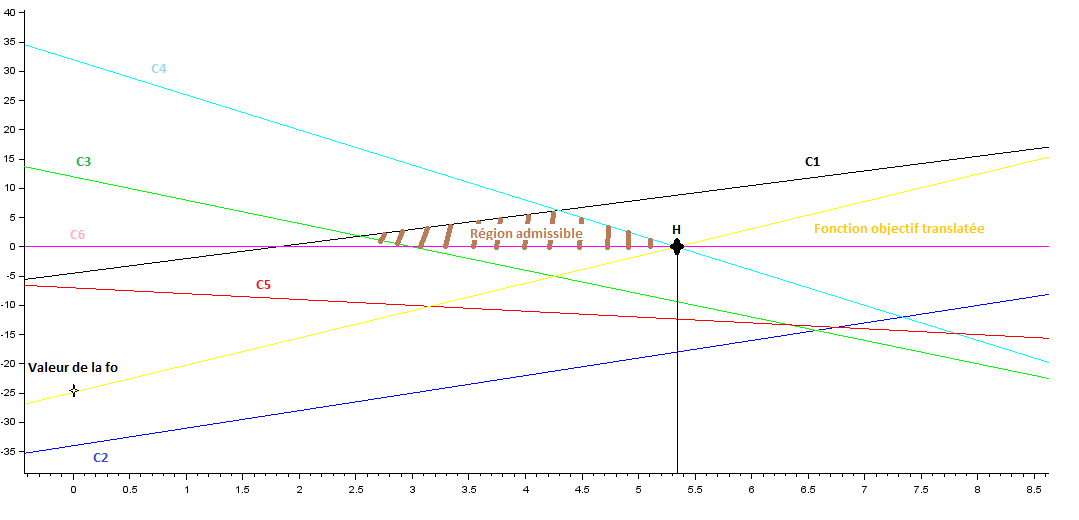 40
35
C4
30
25
20
C3
C1
15
10
5
C6
Région admissible
H
Fonction objectif translatée
0
-5
C5
-10
-15
-20
Valeur de la fo
-25
-30
-35
C2
0 0.5 1 1.5 2 2.5 3 3.5 4 4.5 5 5.5 6 6.5 7 7.5 8 8.5